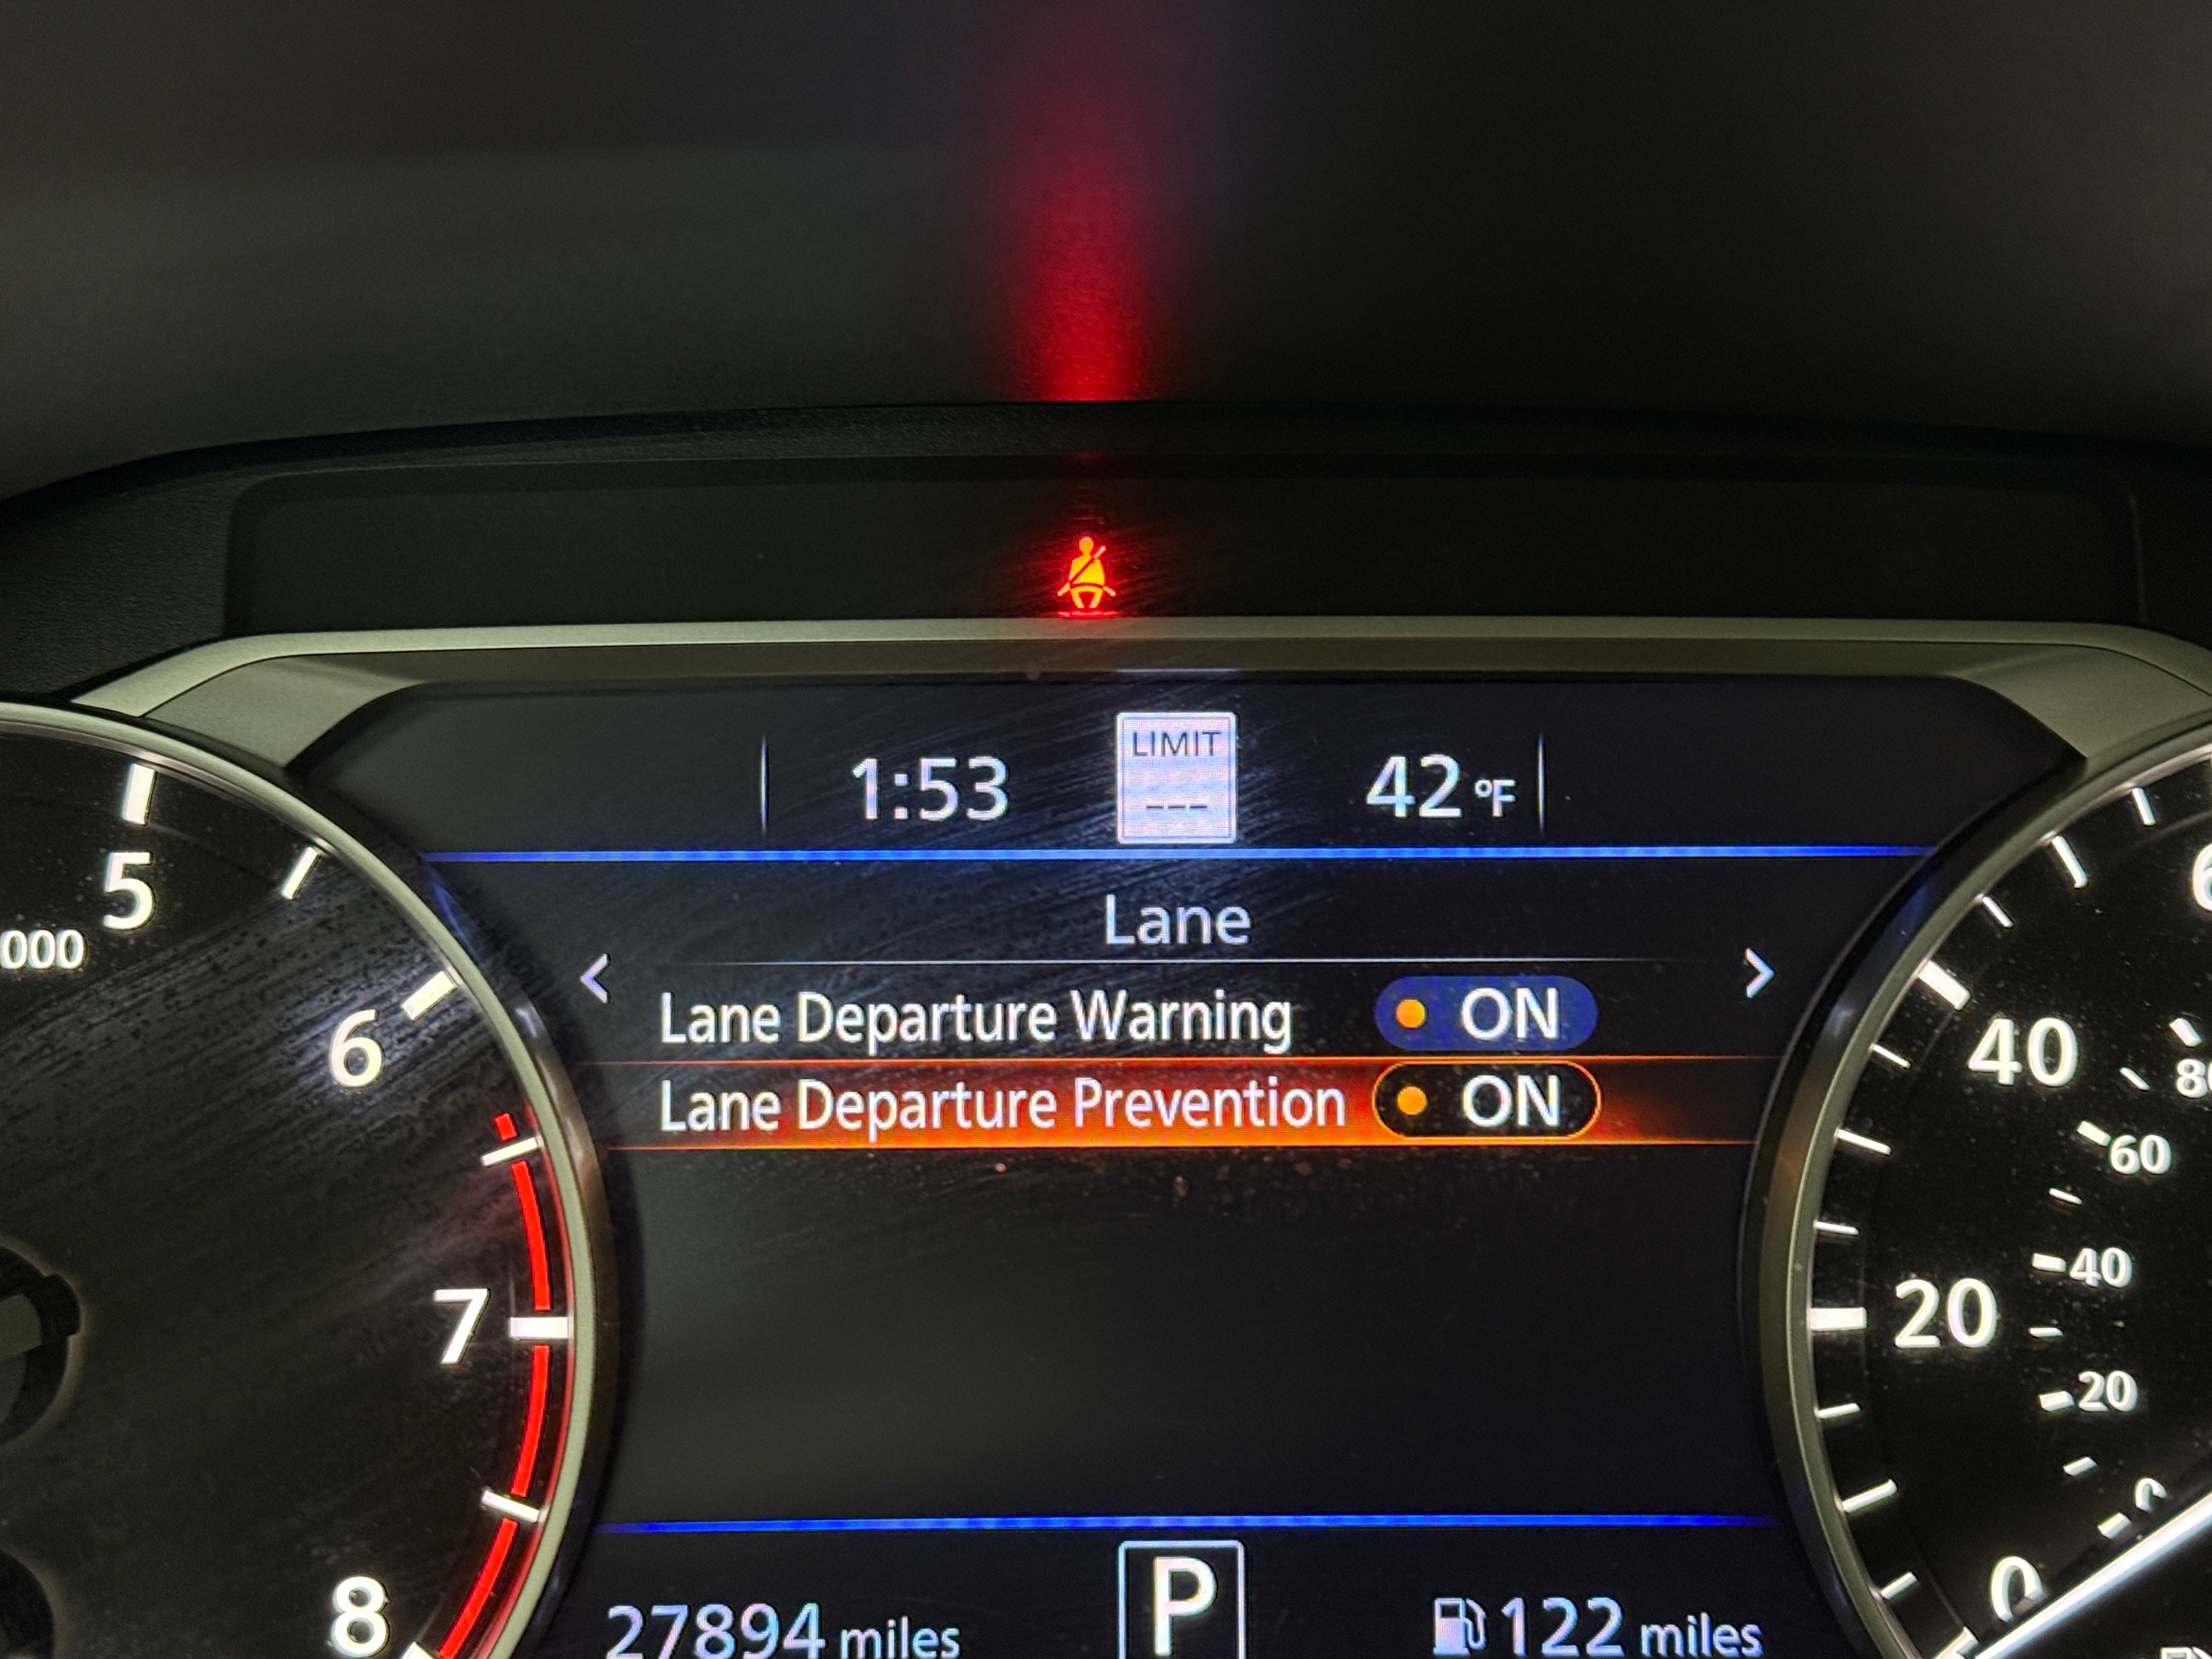 1:53
LIMIT
---
42 °F
Lane
Lane Departure Warning ON
Lane Departure Prevention ON
5
000
6
7
8
40
60
40
20
20
0
0
27894 miles
P
122 miles